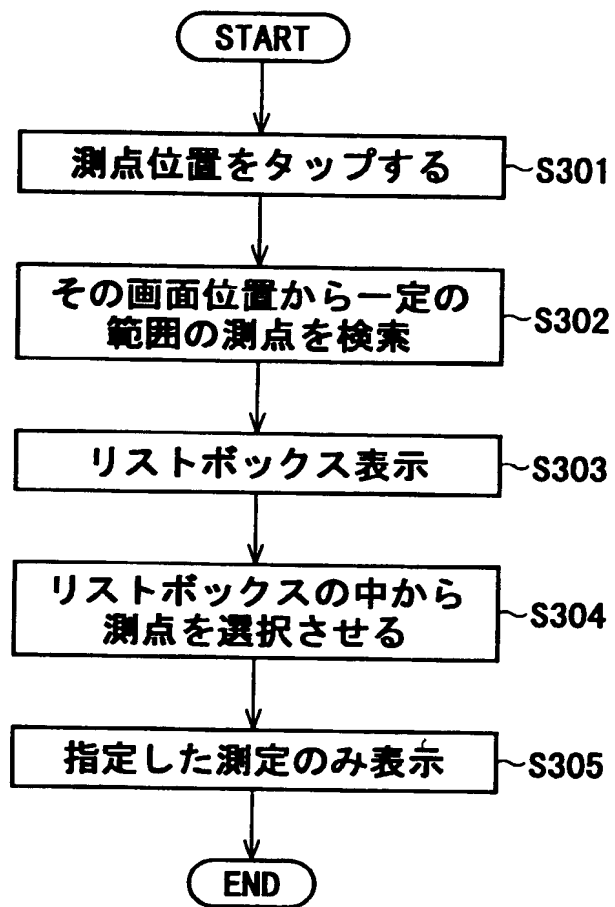 START
測点位置をタップする
~S301
その画面位置から一定の
範囲の測点を検索
~S302
リストボックス表示
~S303
リストボックスの中から
測点を選択させる
~S304
指定した測定のみ表示
~S305
END